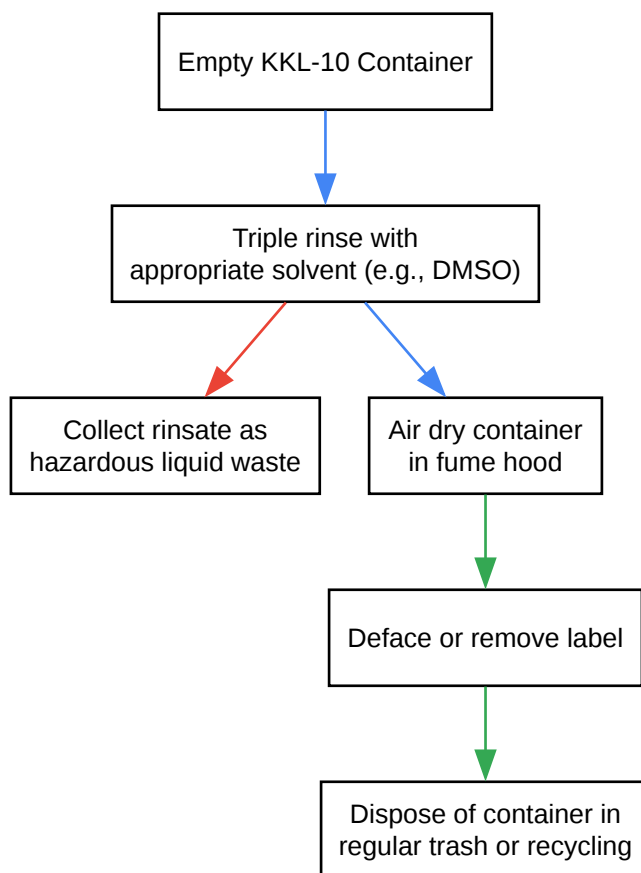 Empty KKL-10 Container
Triple rinse with
appropriate solvent (e.g., DMSO)
Collect rinsate as
hazardous liquid waste
Air dry container
in fume hood
Deface or remove label
Dispose of container in
regular trash or recycling